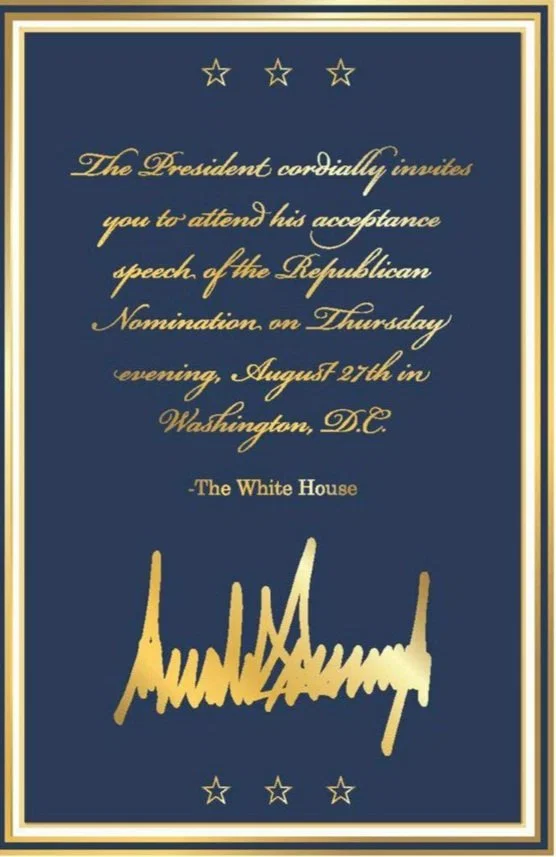 The President cordially invites
you to attend his acceptance
speech of the Republican
Nomination on Thursday
evening, August 27th in
Washington, D.C.
-The White House